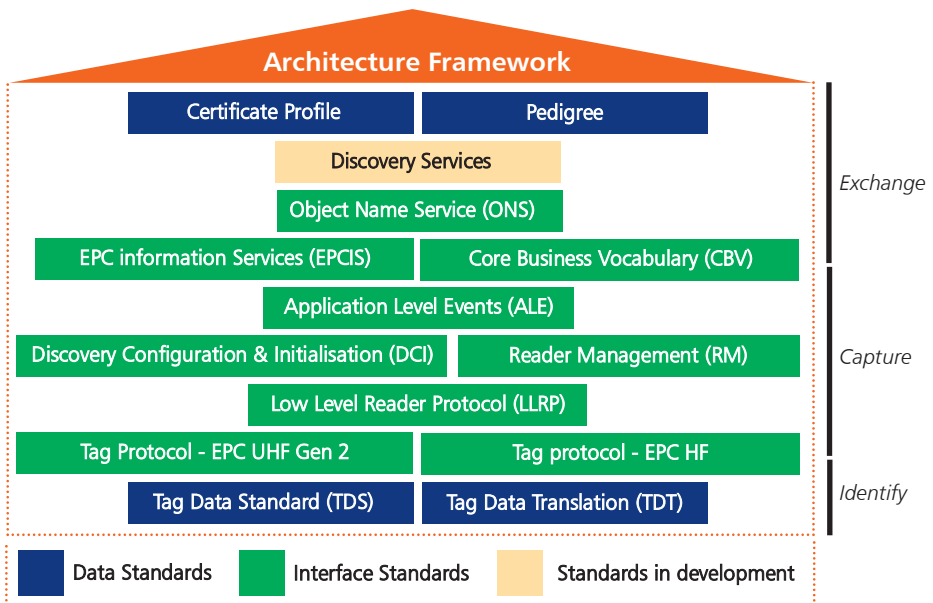 Architecture Framework
Certificate Profile
Pedigree
Discovery Services
Exchange
Object Name Service (ONS)
EPC information Services (EPCIS)
Core Business Vocabulary (CBV)
Application Level Events (ALE)
Discovery Configuration & Initialisation (DCI)
Reader Management (RM)
Capture
Low Level Reader Protocol (LLRP)
Tag Protocol - EPC UHF Gen 2
Tag protocol - EPC HF
Identify
Tag Data Standard (TDS)
Tag Data Translation (TDT)
Data Standards
Interface Standards
Standards in development